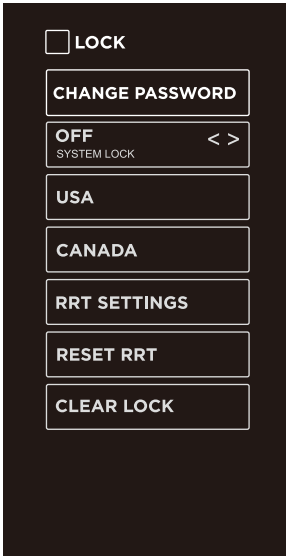 LOCK
CHANGE PASSWORD
OFF < >
SYSTEM LOCK
USA
CANADA
RRT SETTINGS
RESET RRT
CLEAR LOCK